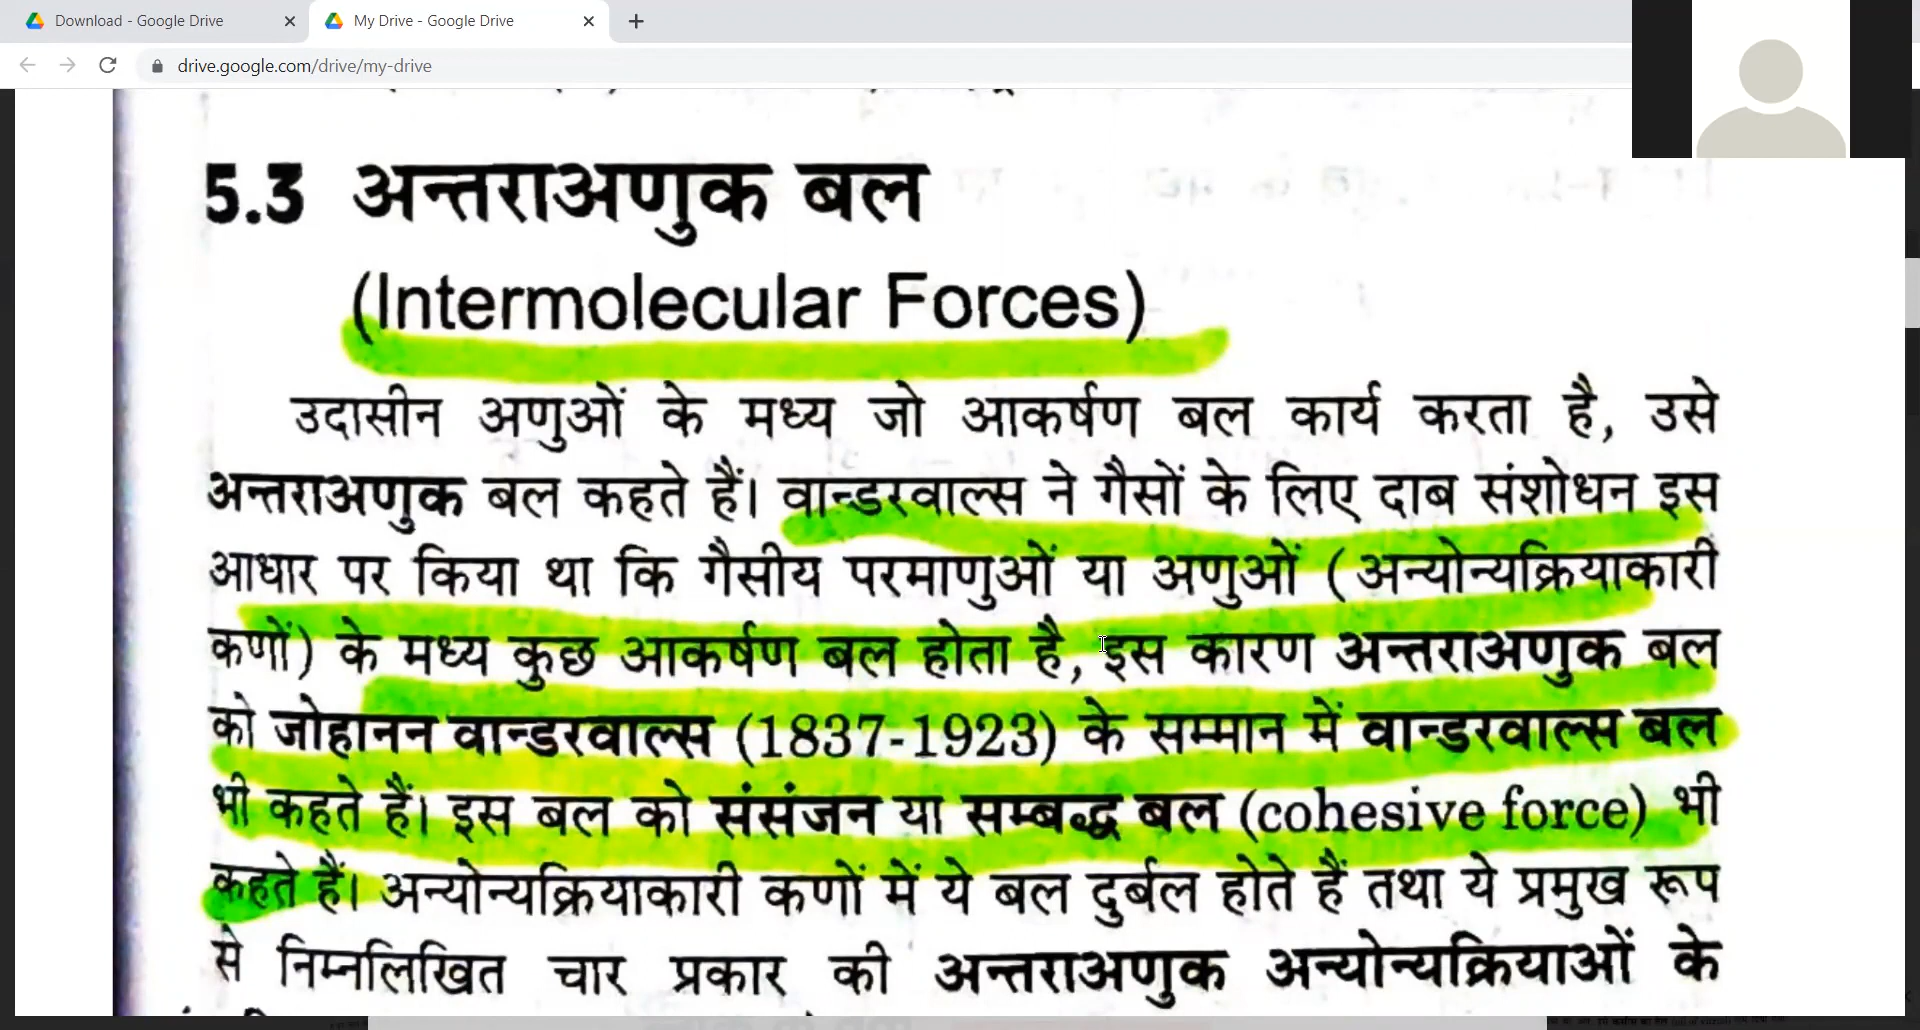 Download - Google Drive
My Drive - Google Drive
drive.google.com/drive/my-drive
5.3 अन्तराअणुक बल
(Intermolecular Forces)
उदासीन अणुओं के मध्य जो आकर्षण बल कार्य करता है, उसे
अन्तराअणुक बल कहते हैं। वान्डरवाल्स ने गैसों के लिए दाब संशोधन इस
आधार पर किया था कि गैसीय परमाणुओं या अणुओं (अन्योन्यक्रियाकारी
कणों) के मध्य कुछ आकर्षण बल होता है, इस कारण अन्तराअणुक बल
को जोहानन वान्डरवाल्स (1837-1923) के सम्मान में वान्डरवाल्स बल
भी कहते हैं। इस बल को संसंजन या सम्बद्ध बल (cohesive force) भी
कहते हैं। अन्योन्यक्रियाकारी कणों में ये बल दुर्बल होते हैं तथा ये प्रमुख रूप
से निम्नलिखित चार प्रकार की अन्तराअणुक अन्योन्यक्रियाओं के